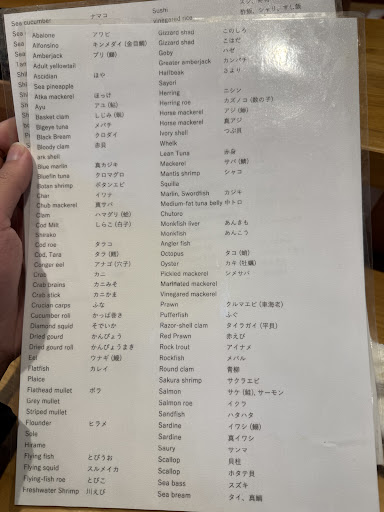 Sea cucumber ナマコ
Sushi
vinegared rice 酢飯、シャリ、すし飯
Abalone アワビ
Alfonsino キンメダイ (金目鯛)
Amberjack ブリ (鰤)
Adult yellowtail
Ascidian ほや
Sea pineapple
Atka mackerel ほっけ
Ayu アユ (鮎)
Basket clam しじみ (蜆)
Bigeye tuna メバチ
Black Bream クロダイ
Bloody clam 赤貝
ark shell
Blue marlin 真カジキ
Bluefin tuna クロマグロ
Botan shrimp ボタンエビ
Char イワナ
Chub mackerel 真サバ
Clam ハマグリ (蛤)
Cod Milt しらこ (白子)
Shirako
Cod roe タラコ
Cod, Tara タラ (鱈)
Conger eel アナゴ (穴子)
Crab カニ
Crab brains カニみそ
Crab stick カニかま
Crucian carps ふな
Cucumber roll かっぱ巻き
Diamond squid そでいか
Dried gourd かんぴょう
Dried gourd roll かんぴょうまき
Eel ウナギ (鰻)
Flatfish カレイ
Plaice
Flathead mullet ボラ
Gray mullet
Striped mullet
Flounder ヒラメ
Sole
Hirame
Flying fish とびうお
Flying squid スルメイカ
Flying-fish roe とびこ
Freshwater Shrimp 川えび
Gizzard shad このしろ
Gizzard shad こはだ
Goby ハゼ
Greater amberjack カンパチ
Halfbeak さより
Sayori
Herring ニシン
Herring roe カズノコ (数の子)
Horse mackerel アジ (鯵)
Horse mackerel 真アジ
Ivory shell つぶ貝
Whelk
Lean Tuna 赤身
Mackerel サバ (鯖)
Mantis shrimp シャコ
Squilla
Marlin, Swordfish カジキ
Medium-fat tuna belly 中トロ
Chutoro
Monkfish liver あんきも
Monkfish あんこう
Angler fish
Octopus タコ (蛸)
Oyster カキ (牡蠣)
Pickled mackerel シメサバ
Marinated mackerel
Vinegared mackerel
Prawn クルマエビ (車海老)
Pufferfish ふぐ
Razor-shell clam タイラガイ (平貝)
Red Prawn 赤えび
Rock trout アイナメ
Rockfish メバル
Round clam 青柳
Sakura shrimp サクラエビ
Salmon サケ (鮭), サーモン
Salmon roe イクラ
Sandfish ハタハタ
Sardine イワシ (鰯)
Sardine 真イワシ
Saury サンマ
Scallop 貝柱
Scallop ホタテ貝
Sea bass スズキ
Sea bream タイ, 真鯛